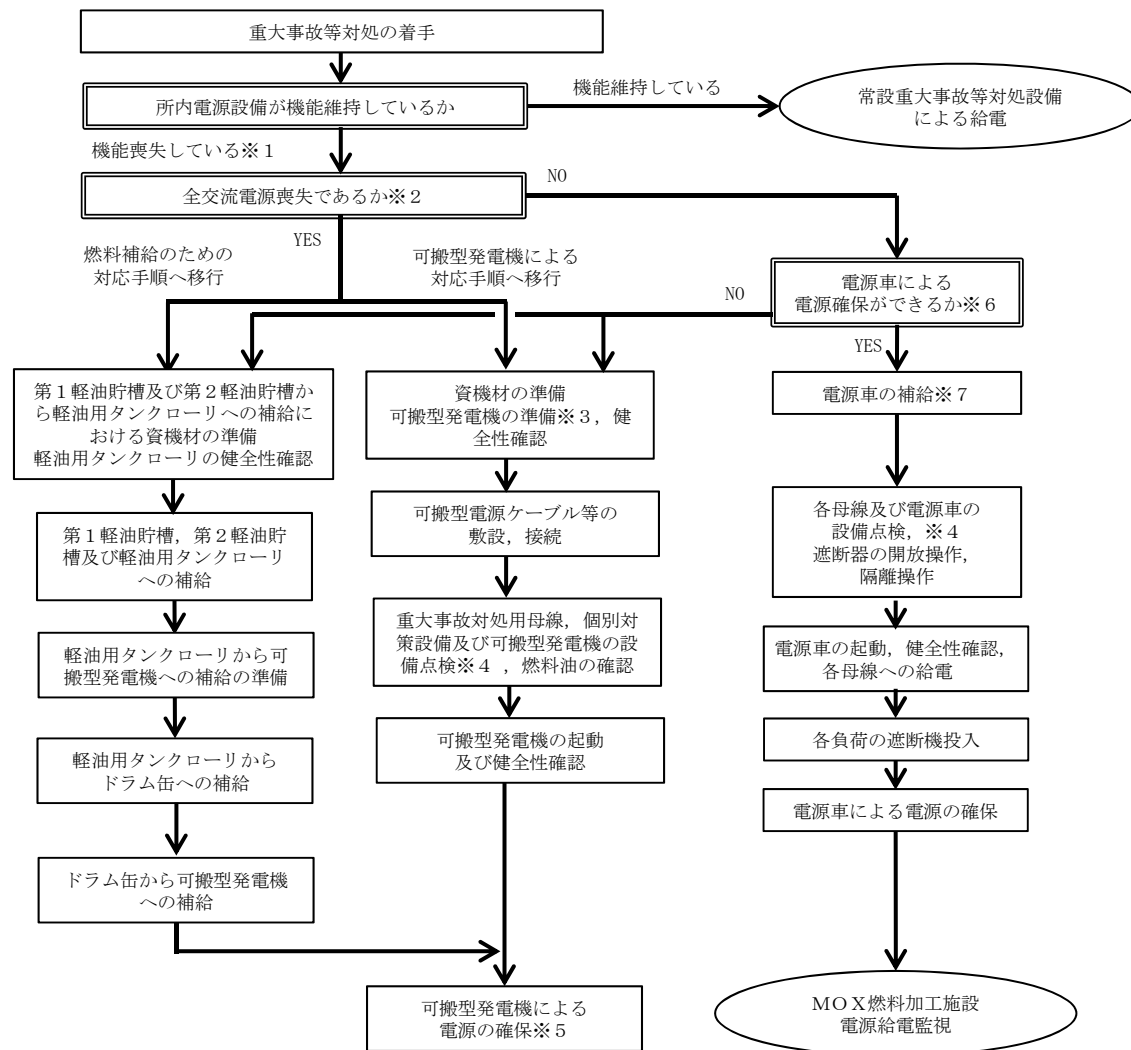 重大事故等対処の着手
所内電源設備が機能維持しているか
機能維持している
常設重大事故等対処設備
による給電
機能喪失している※１
全交流電源喪失であるか※２
NO
YES
燃料補給のための
対応手順へ移行
可搬型発電機による
対応手順へ移行
電源車による
電源確保ができるか※６
NO
YES
第１軽油貯槽及び第２軽油貯槽か
ら軽油用タンクローリへの補給に
おける資機材の準備
軽油用タンクローリの健全性確認
資機材の準備
可搬型発電機の準備※３，健
全性確認
電源車の補給※７
第１軽油貯槽，第２軽油貯
槽及び軽油用タンクローリ
への補給
可搬型電源ケーブル等の
敷設，接続
各母線及び電源車の
設備点検，※４
遮断器の開放操作，
隔離操作
軽油用タンクローリから可
搬型発電機への補給の準備
重大事故対処用母線，個別対
策設備及び可搬型発電機の設
備点検※４，燃料油の確認
電源車の起動，健全性確認，
各母線への給電
軽油用タンクローリから
ドラム缶への補給
可搬型発電機の起動
及び健全性確認
各負荷の遮断機投入
電源車による電源の確保
ドラム缶から可搬型発電機
への補給
可搬型発電機による
電源の確保※５
ＭＯＸ燃料加工施設
電源給電監視